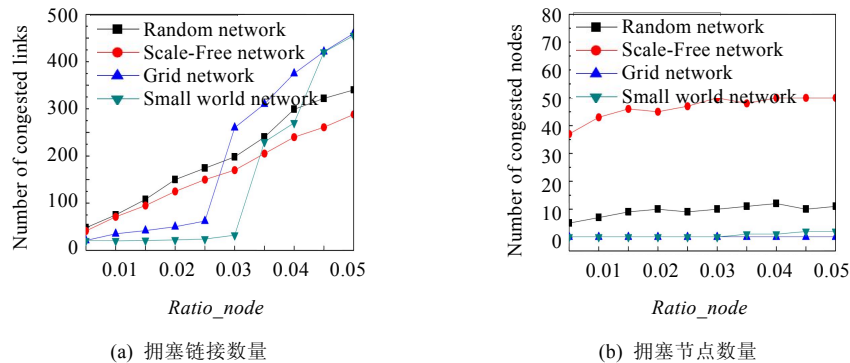 Number of congested links
500
400
300
200
100
0
Random network
Scale-Free network
Grid network
Small world network
0.01 0.02 0.03 0.04 0.05
Ratio_node
(a) 拥塞链接数量
Number of congested nodes
80
70
60
50
40
30
20
10
0
Random network
Scale-Free network
Grid network
Small world network
0.01 0.02 0.03 0.04 0.05
Ratio_node
(b) 拥塞节点数量